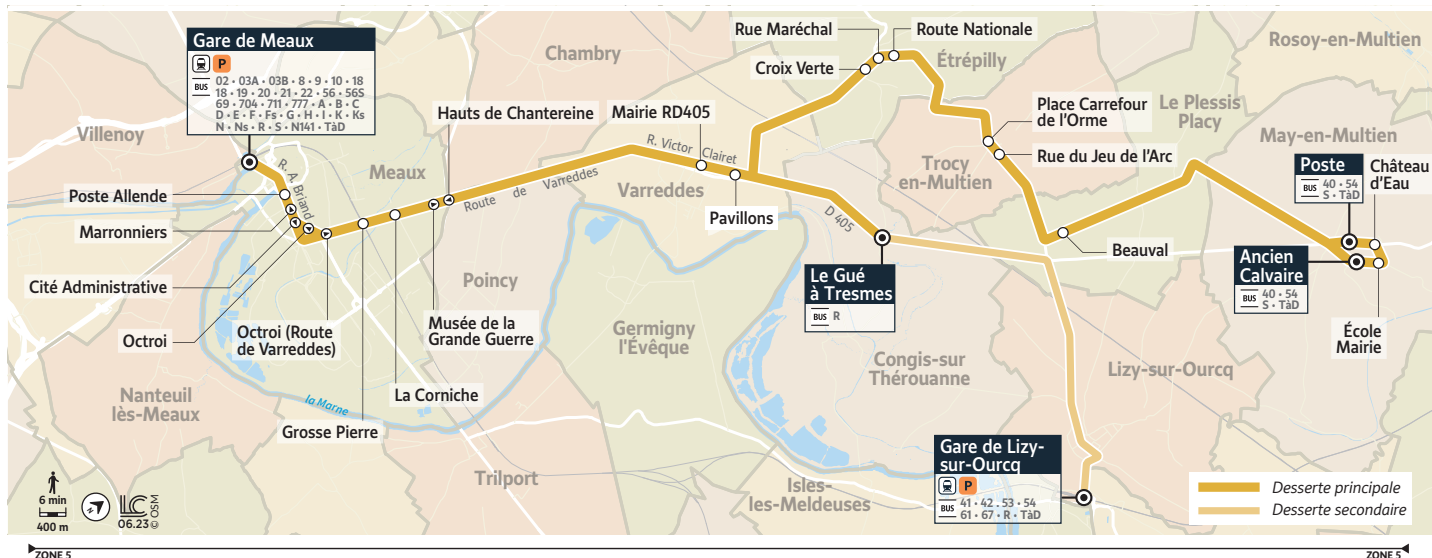 Gare de Meaux
P
BUS
02 • 03A • 03B • 8 • 9 • 10 • 18
18 • 19 • 20 • 21 • 22 • 56 • 56S
69 • 704 • 711 • 777 • A • B • C
D • E • F • Fs • G • H • I • K • Ks
N • Ns • R • S • N141 • TàD
Chambry
Rue Maréchal
Route Nationale
Étrépilly
Croix Verte
Rosoy-en-Multien
Villenoy
Hauts de Chantereine
Mairie RD405
Place Carrefour
de l'Orme
Le Plessis
Placy
May-en-Multien
R. Victor Clairet
Rue du Jeu de l'Arc
Trocy
en-Multien
Poste
BUS
40 • 54
S • TàD
Château
d'Eau
Meaux
R. A. Briand
Route de Varreddes
Varreddes
Poste Allende
Marronniers
Pavillons
D 405
Beauval
Ancien
Calvaire
BUS
40 • 54
S • TàD
Cité Administrative
Poincy
Le Gué
à Tresmes
BUS R
Octroi
Octroi (Route
de Varreddes)
Musée de la
Grande Guerre
Germigny
l'Évêque
École
Mairie
Congis-sur
Thérouanne
Lizy-sur-Ourcq
Nanteuil
lès-Meaux
La Corniche
la Marne
Grosse Pierre
Trilport
Gare de Lizy-
sur-Ourcq
P
BUS
41 • 42 • 53 • 54
61 • 67 • R • TàD
Isles-
les-Meldeuses
6 min
400 m
LC
06.23 © OSM
Desserte principale
Desserte secondaire
ZONE 5
ZONE 5